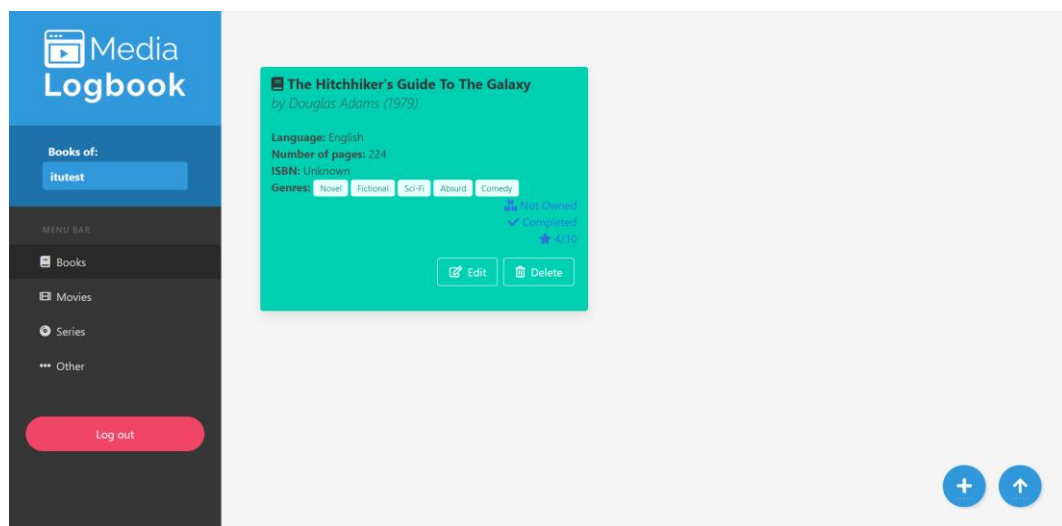 Media
Logbook
Books of:
itutest
MENU BAR
Books
Movies
Series
Other
Log out
The Hitchhiker's Guide To The Galaxy
by Douglas Adams (1979)
Language: English
Number of pages: 224
ISBN: Unknown
Genres: Novel Fictional Sci-Fi Absurd Comedy
Not Owned
Completed
4/10
Edit Delete